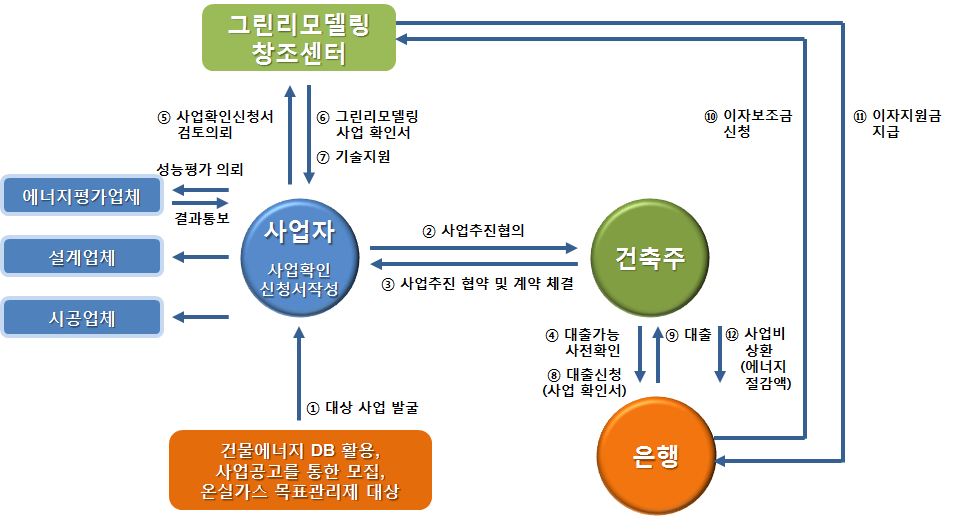 그린리모델링
창조센터
⑤ 사업확인신청서
검토의뢰
⑥ 그린리모델링
사업 확인서
⑦ 기술지원
⑩ 이자보조금
신청
⑪ 이자지원금
지급
성능평가 의뢰
에너지평가업체
결과통보
설계업체
시공업체
사업자
사업확인
신청서작성
② 사업추진협의
③ 사업추진 협약 및 계약 체결
건축주
④ 대출가능
사전확인
⑧ 대출신청
(사업 확인서)
⑨ 대출
⑫ 사업비
상환
(에너지
절감액)
① 대상 사업 발굴
건물에너지 DB 활용,
사업공고를 통한 모집,
온실가스 목표관리제 대상
은행